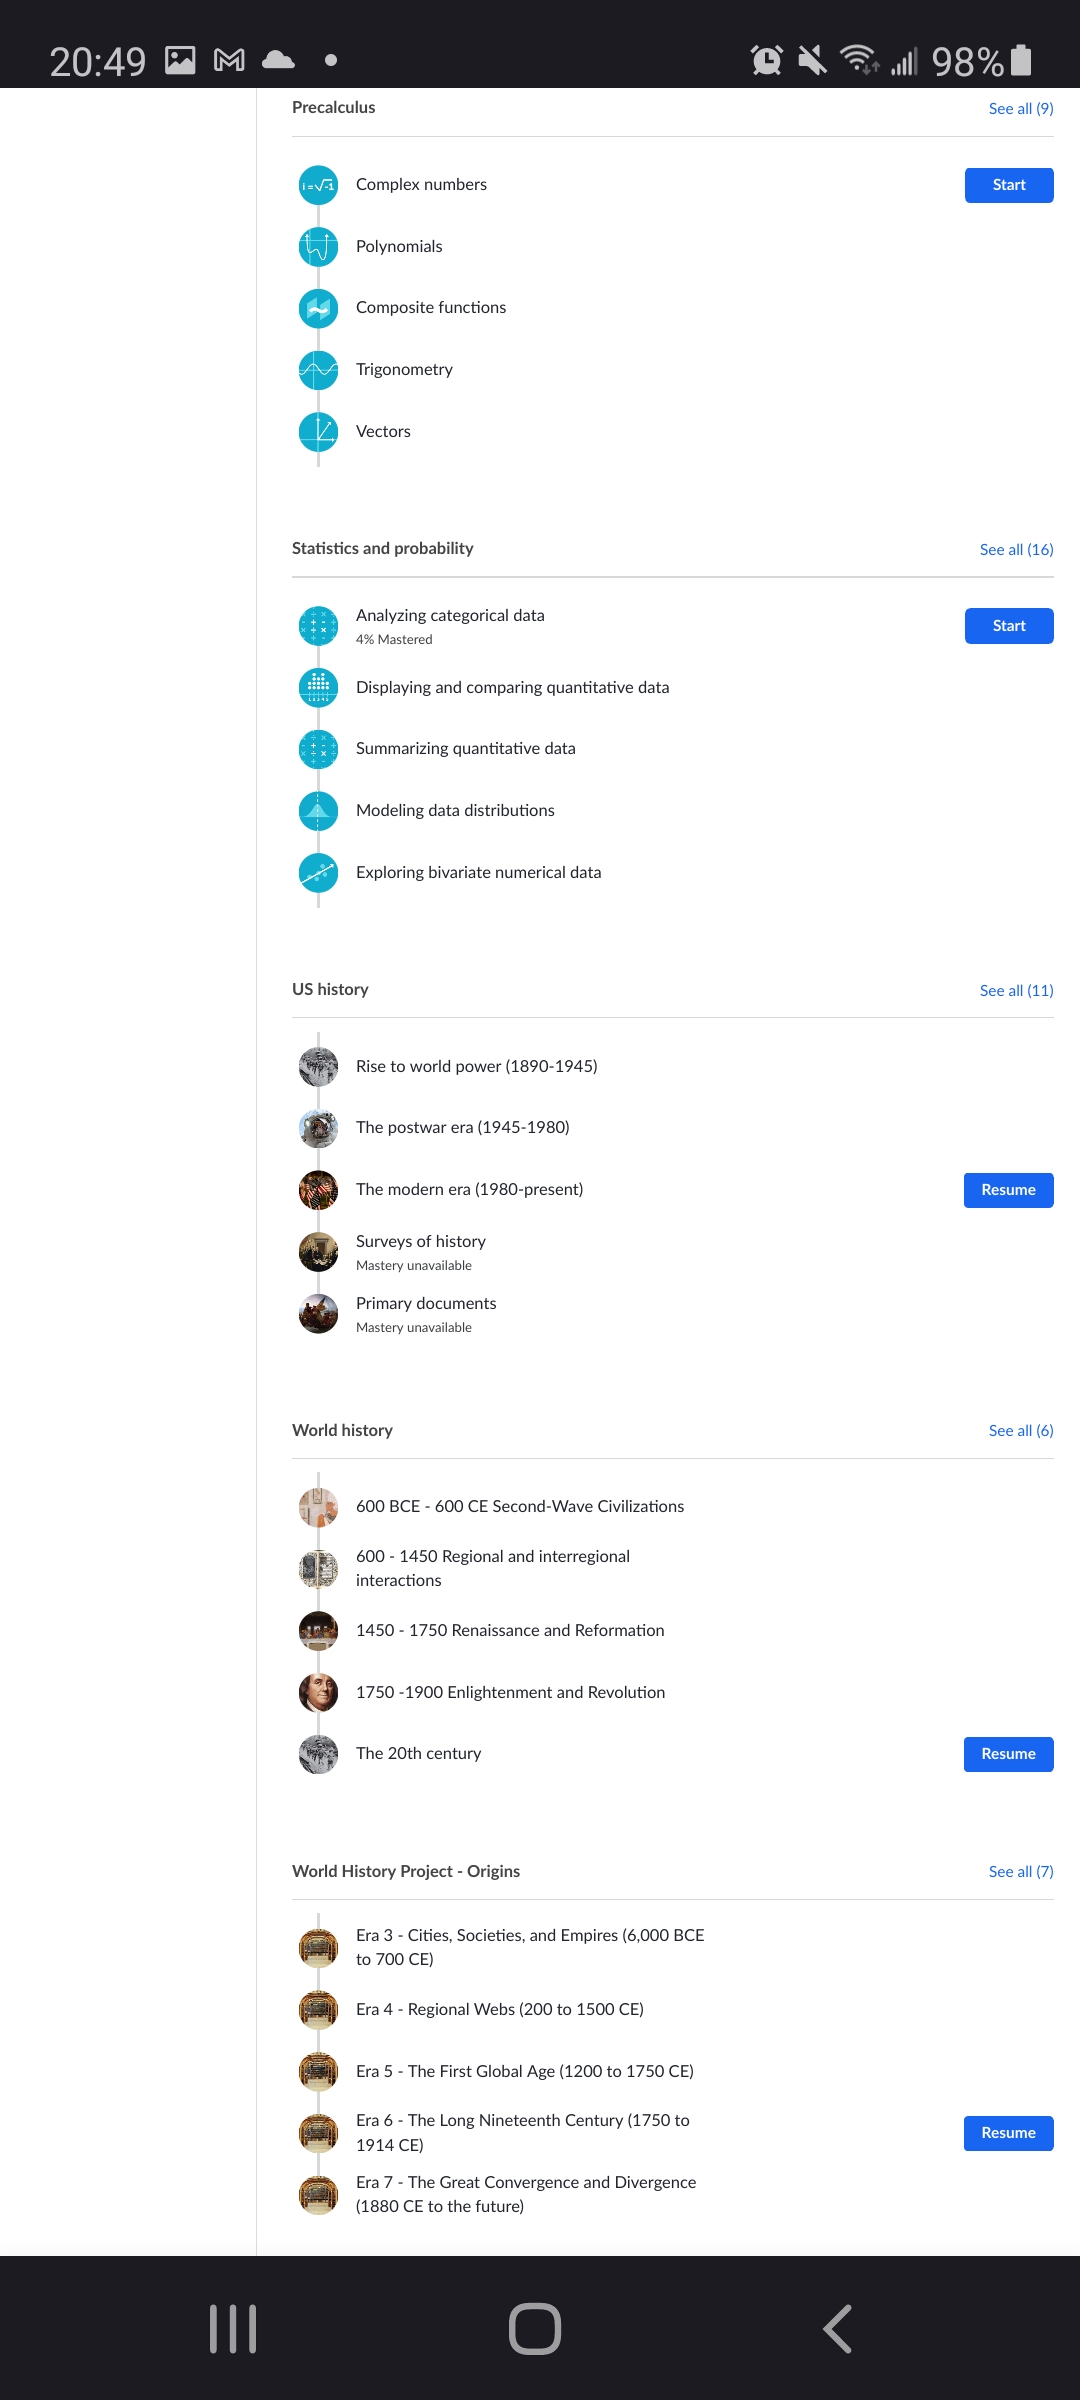 20:49
98%
Precalculus
See all (9)
i = √-1
Complex numbers
Start
Polynomials
Composite functions
Trigonometry
Vectors
Statistics and probability
See all (16)
Analyzing categorical data
4% Mastered
Start
Displaying and comparing quantitative data
Summarizing quantitative data
Modeling data distributions
Exploring bivariate numerical data
US history
See all (11)
Rise to world power (1890-1945)
The postwar era (1945-1980)
The modern era (1980-present)
Resume
Surveys of history
Mastery unavailable
Primary documents
Mastery unavailable
World history
See all (6)
600 BCE - 600 CE Second-Wave Civilizations
600 - 1450 Regional and interregional
interactions
1450 - 1750 Renaissance and Reformation
1750 -1900 Enlightenment and Revolution
The 20th century
Resume
World History Project - Origins
See all (7)
Era 3 - Cities, Societies, and Empires (6,000 BCE
to 700 CE)
Era 4 - Regional Webs (200 to 1500 CE)
Era 5 - The First Global Age (1200 to 1750 CE)
Era 6 - The Long Nineteenth Century (1750 to
1914 CE)
Resume
Era 7 - The Great Convergence and Divergence
(1880 CE to the future)